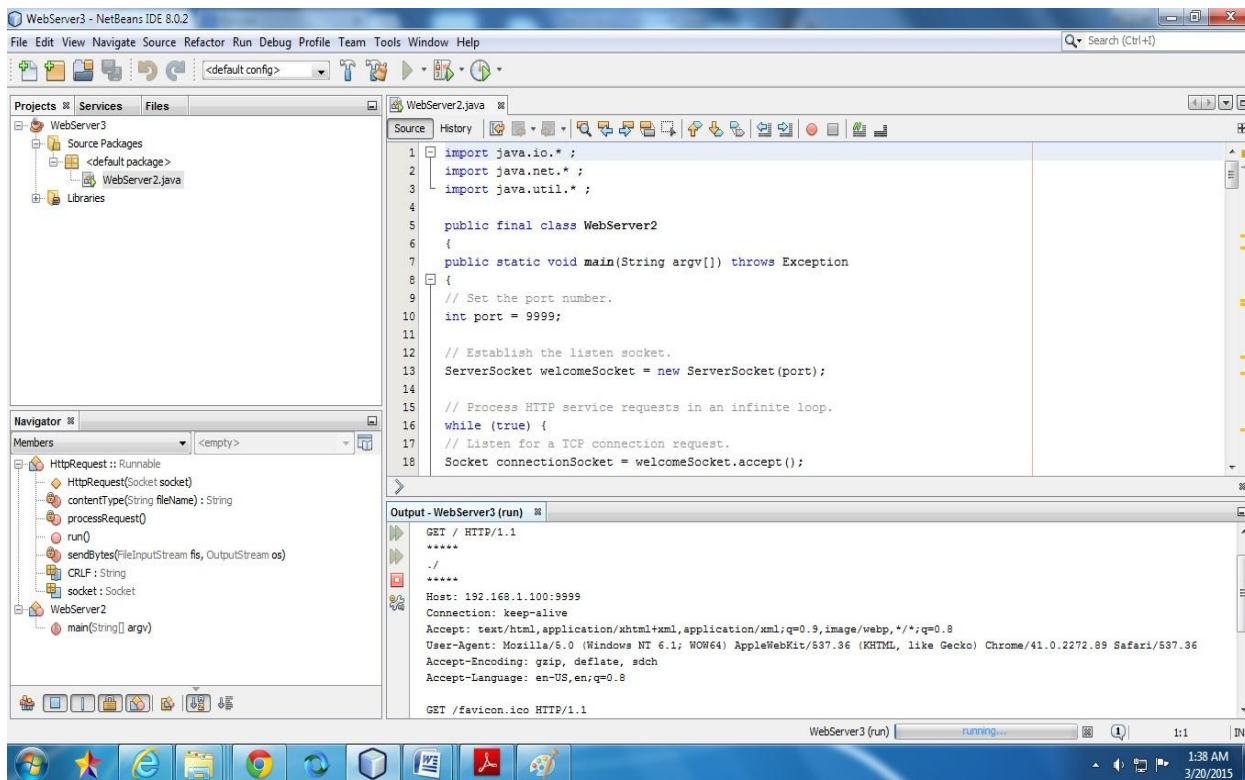 WebServer3 - NetBeans IDE 8.0.2
File Edit View Navigate Source Refactor Run Debug Profile Team Tools Window Help
Search (Ctrl+I)
<default config>
Projects Services Files
WebServer3
Source Packages
<default package>
WebServer2.java
Libraries
Navigator
Members <empty>
HttpRequest :: Runnable
HttpRequest(Socket socket)
contentType(String fileName) : String
processRequest()
run()
sendBytes(FileInputStream fis, OutputStream os)
CRLF : String
socket : Socket
WebServer2
main(String[] argv)
WebServer2.java
Source History
1 import java.io.* ;
2 import java.net.* ;
3 import java.util.* ;
4
5 public final class WebServer2
6 {
7 public static void main(String argv[]) throws Exception
8 {
9 // Set the port number.
10 int port = 9999;
11
12 // Establish the listen socket.
13 ServerSocket welcomeSocket = new ServerSocket(port);
14
15 // Process HTTP service requests in an infinite loop.
16 while (true) {
17 // Listen for a TCP connection request.
18 Socket connectionSocket = welcomeSocket.accept();
Output - WebServer3 (run)
GET / HTTP/1.1
*****
./
*****
Host: 192.168.1.100:9999
Connection: keep-alive
Accept: text/html,application/xhtml+xml,application/xml;q=0.9,image/webp,*/*;q=0.8
User-Agent: Mozilla/5.0 (Windows NT 6.1; WOW64) AppleWebKit/537.36 (KHTML, like Gecko) Chrome/41.0.2272.89 Safari/537.36
Accept-Encoding: gzip, deflate, sdch
Accept-Language: en-US,en;q=0.8
GET /favicon.ico HTTP/1.1
WebServer3 (run) running... 1 1:1 IN
1:38 AM
3/20/2015